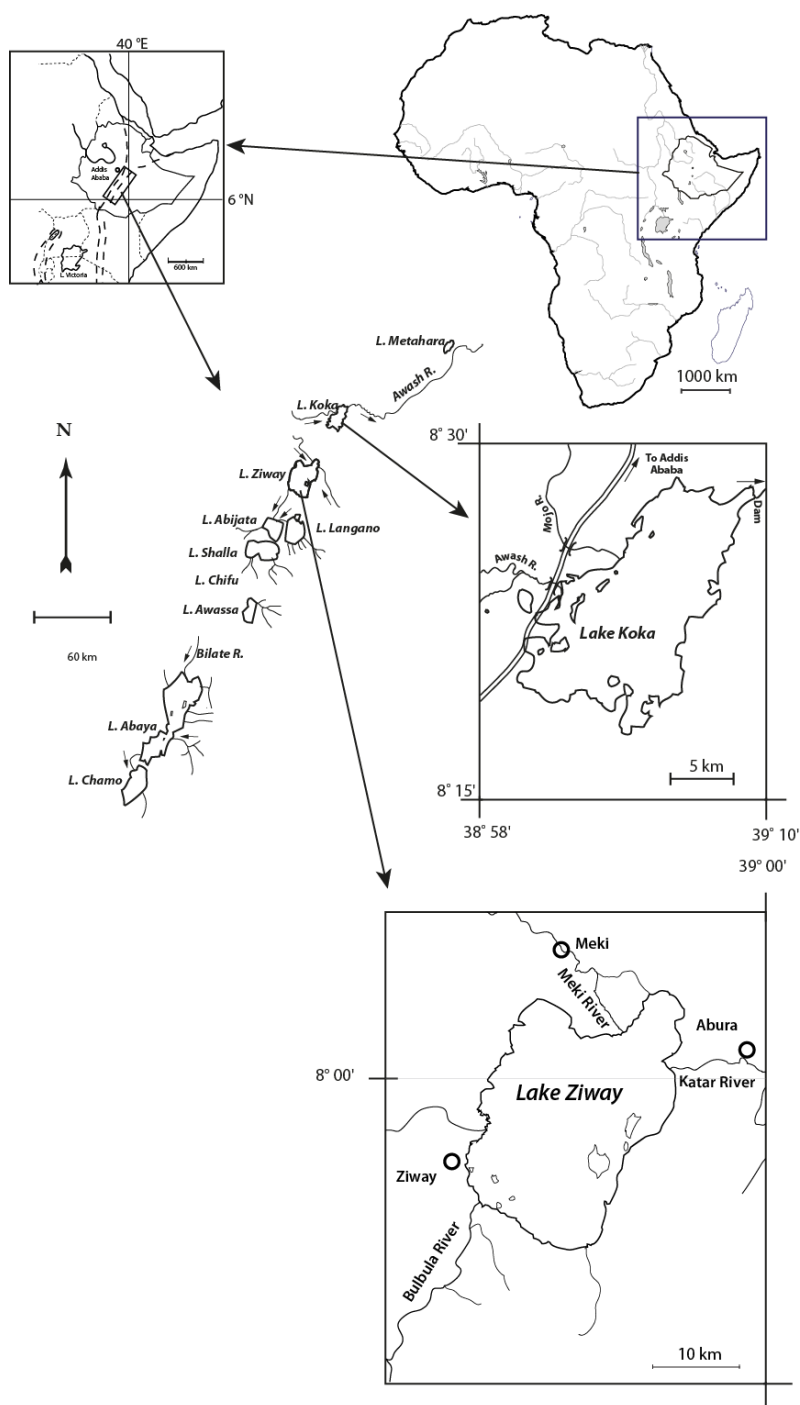 40 °E
Addis
Ababa
6 °N
L. Victoria
600 km
1000 km
L. Metahara
Awash R.
L. Koka
N
L. Ziway
L. Abijata
L. Langano
L. Shalla
L. Chifu
L. Awassa
60 km
Bilate R.
L. Abaya
L. Chamo
8° 30'
To Addis
Ababa
Mojo R.
Dam
Awash R.
Lake Koka
5 km
8° 15'
38° 58'
39° 10'
39° 00'
Meki
Meki River
Abura
Katar River
8° 00'
Lake Ziway
Ziway
Bulbula River
10 km